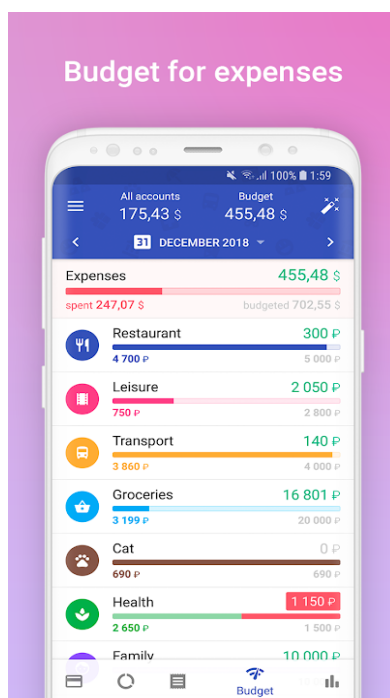 Budget for expenses
100% 1:59
All accounts Budget
175,43 $ 455,48 $
31 DECEMBER 2018
Expenses 455,48 $
spent 247,07 $ budgeted 702,55 $
Restaurant 300 ₽
4 700 ₽ 5 000 ₽
Leisure 2 050 ₽
750 ₽ 2 800 ₽
Transport 140 ₽
3 860 ₽ 4 000 ₽
Groceries 16 801 ₽
3 199 ₽ 20 000 ₽
Cat 0 ₽
690 ₽ 690 ₽
Health 1 150 ₽
2 650 ₽ 1 500 ₽
Family 10 000 ₽
Budget